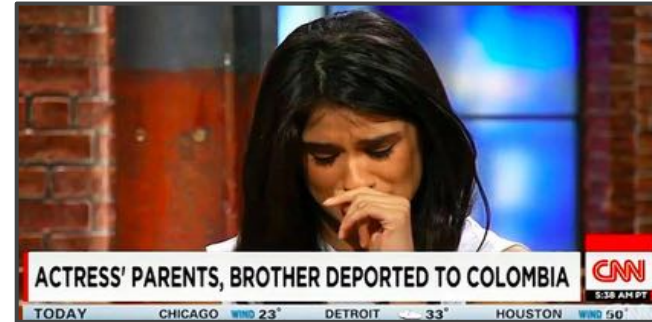 ACTRESS' PARENTS, BROTHER DEPORTED TO COLOMBIA
CNN
5:38 AM PT
TODAY CHICAGO WIND 23° DETROIT 33° HOUSTON WIND 50°